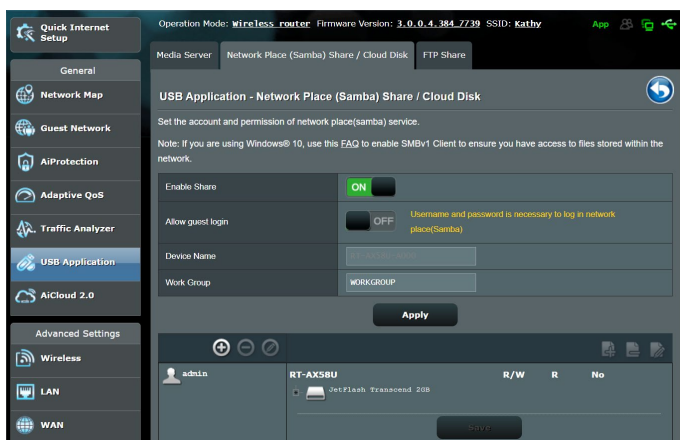 Quick Internet
Setup
Operation Mode: Wireless router Firmware Version: 3.0.0.4.384_7739 SSID: Kathy
App
General
Network Map
Guest Network
AiProtection
Adaptive QoS
Traffic Analyzer
USB Application
AiCloud 2.0
Advanced Settings
Wireless
LAN
WAN
Media Server
Network Place (Samba) Share / Cloud Disk
FTP Share
USB Application - Network Place (Samba) Share / Cloud Disk
Set the account and permission of network place(samba) service.
Note: If you are using Windows® 10, use this FAQ to enable SMBv1 Client to ensure you have access to files stored within the
network.
Enable Share
ON
Allow guest login
OFF
Username and password is necessary to log in network
place(Samba)
Device Name
Work Group
WORKGROUP
Apply
admin
RT-AX58U
R/W
R
No
JetFlash Transcend 2GB
Save